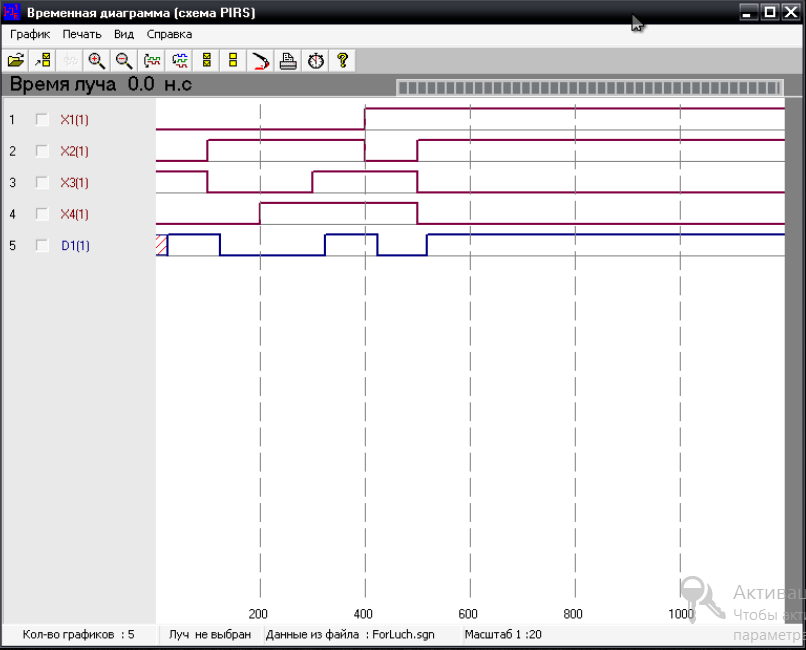 Временная диаграмма (схема PIRS)
График Печать Вид Справка
Время луча 0.0 н.с
1 X1(1)
2 X2(1)
3 X3(1)
4 X4(1)
5 D1(1)
200 400 600 800 1000
Активац
Чтобы акт
параметр
Кол-во графиков : 5 Луч не выбран Данные из файла : ForLuch.sgn Масштаб 1 :20